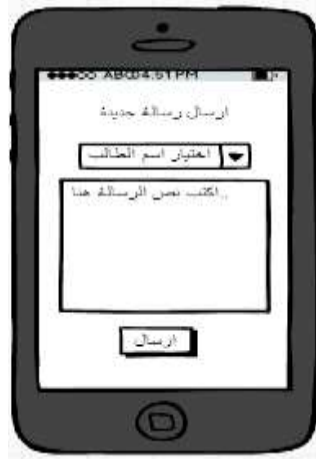 ABC 4:51 PM
ارسال رسالة جديدة
اختيار اسم الطالب
اكتب نص الرسالة هنا..
ارسال